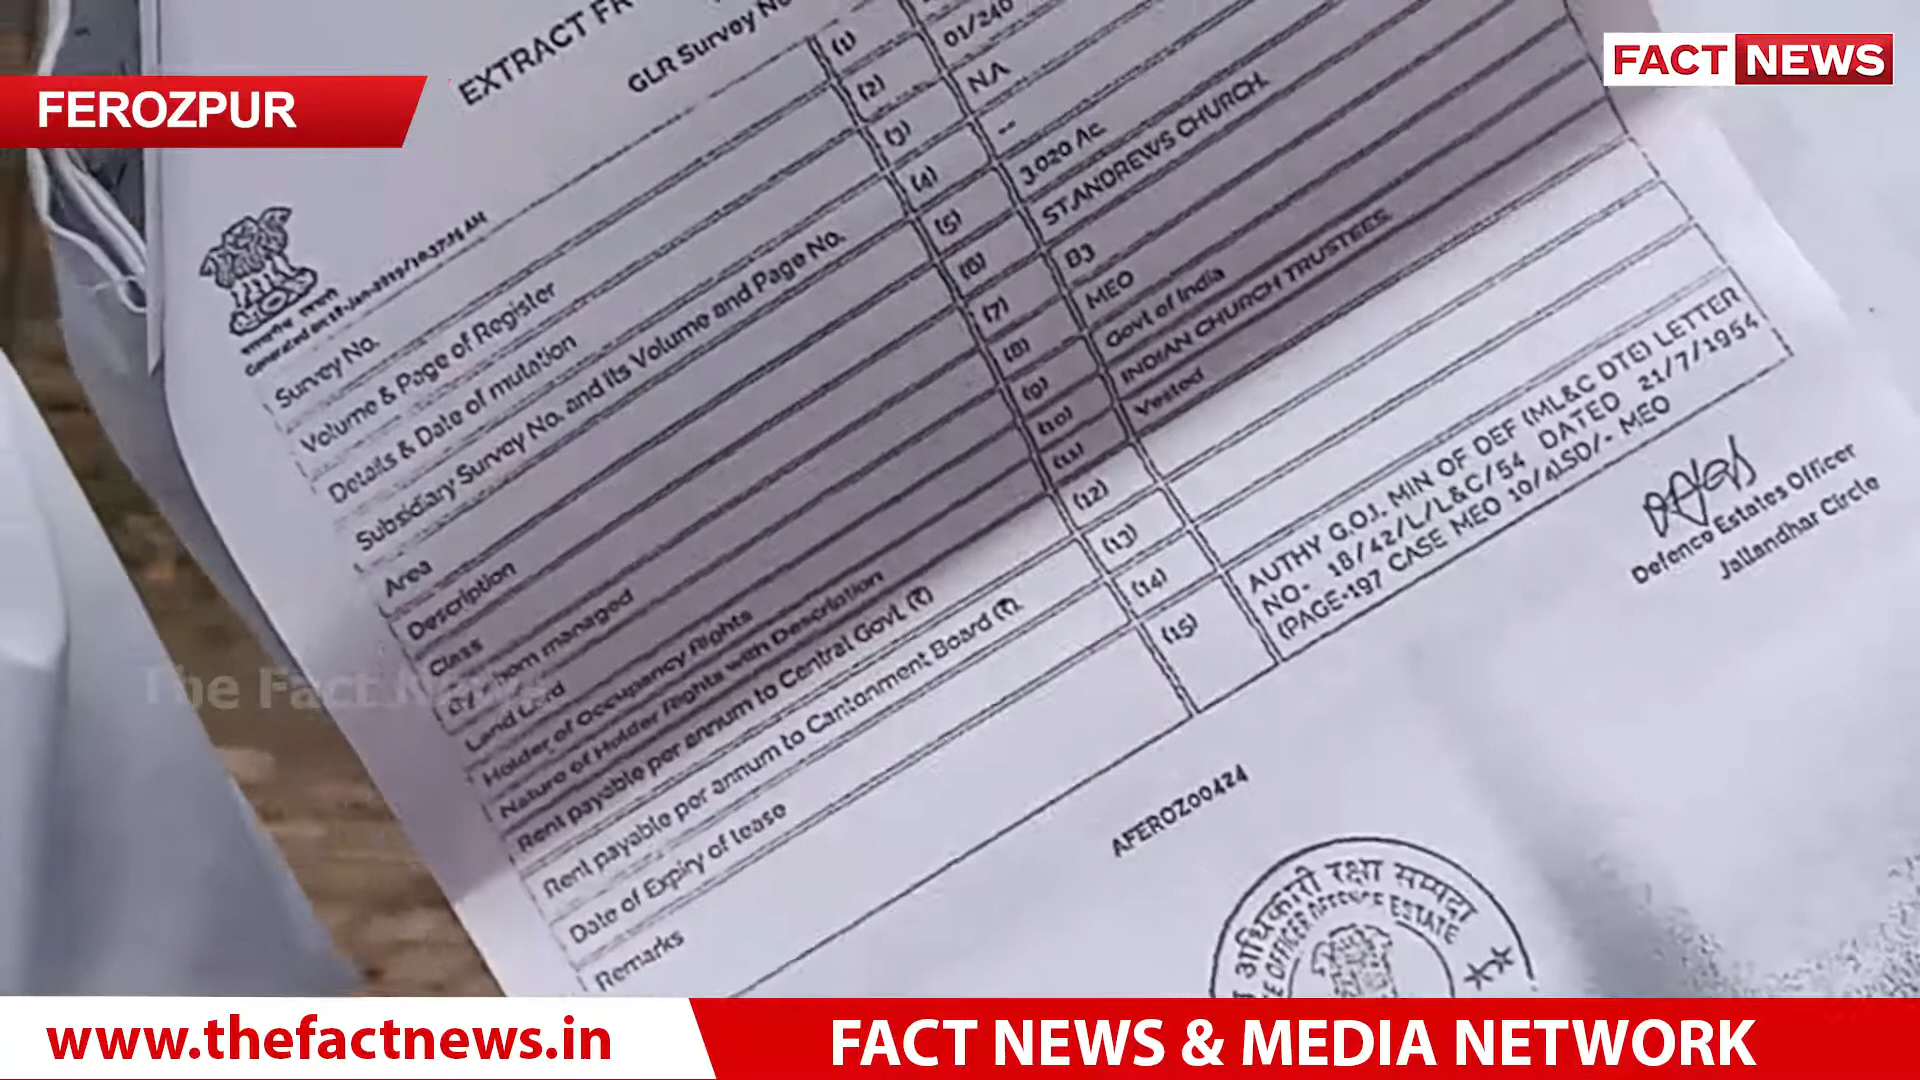 FACT NEWS
FEROZPUR
EXTRACT FR
GLR Survey No
Survey No. (1) 01/240
Volume & Page of Register (2) NA
Details & Date of mutation (3) --
Subsidiary Survey No. and its Volume and Page No. (4)
Area (5) 3.020 Ac.
Description (6) ST.ANDREWS CHURCH.
Class (7) B3
By whom managed (8) MEO
Land Lord (9) Govt of India
Holder of Occupancy Rights (10) INDIAN CHURCH TRUSTEES.
Nature of Holder Rights with Description (11) Vested
Rent payable per annum to Central Govt. (₹) (12)
Rent payable per annum to Cantonment Board (₹). (13)
Date of Expiry of lease (14)
Remarks (15) AUTHY G.O.I. MIN OF DEF (ML&C DTE) LETTER
NO- 18/42/L/L&C/54 DATED 21/7/1954
(PAGE-197 CASE MEO 10/4LSD/- MEO
Defence Estates Officer
Jallandhar Circle
AFEROZ00424
अधिकारी रक्षा सम्पदा
OFFICER DEFENCE ESTATE
The Fact News
www.thefactnews.in
FACT NEWS & MEDIA NETWORK